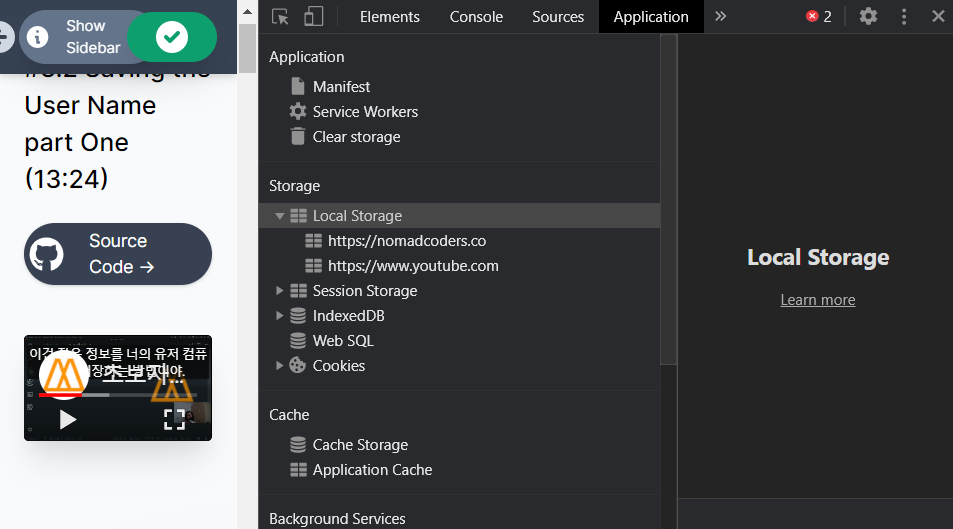 Show
Sidebar
#3.2 Saving the
User Name
part One
(13:24)
Source
Code →
이건 작은 정보를 너의 유저 컴퓨
저장하는 방법이야.
초보자...
Elements
Console
Sources
Application
»
2
Application
Manifest
Service Workers
Clear storage
Storage
Local Storage
https://nomadcoders.co
https://www.youtube.com
Session Storage
IndexedDB
Web SQL
Cookies
Cache
Cache Storage
Application Cache
Background Services
Local Storage
Learn more